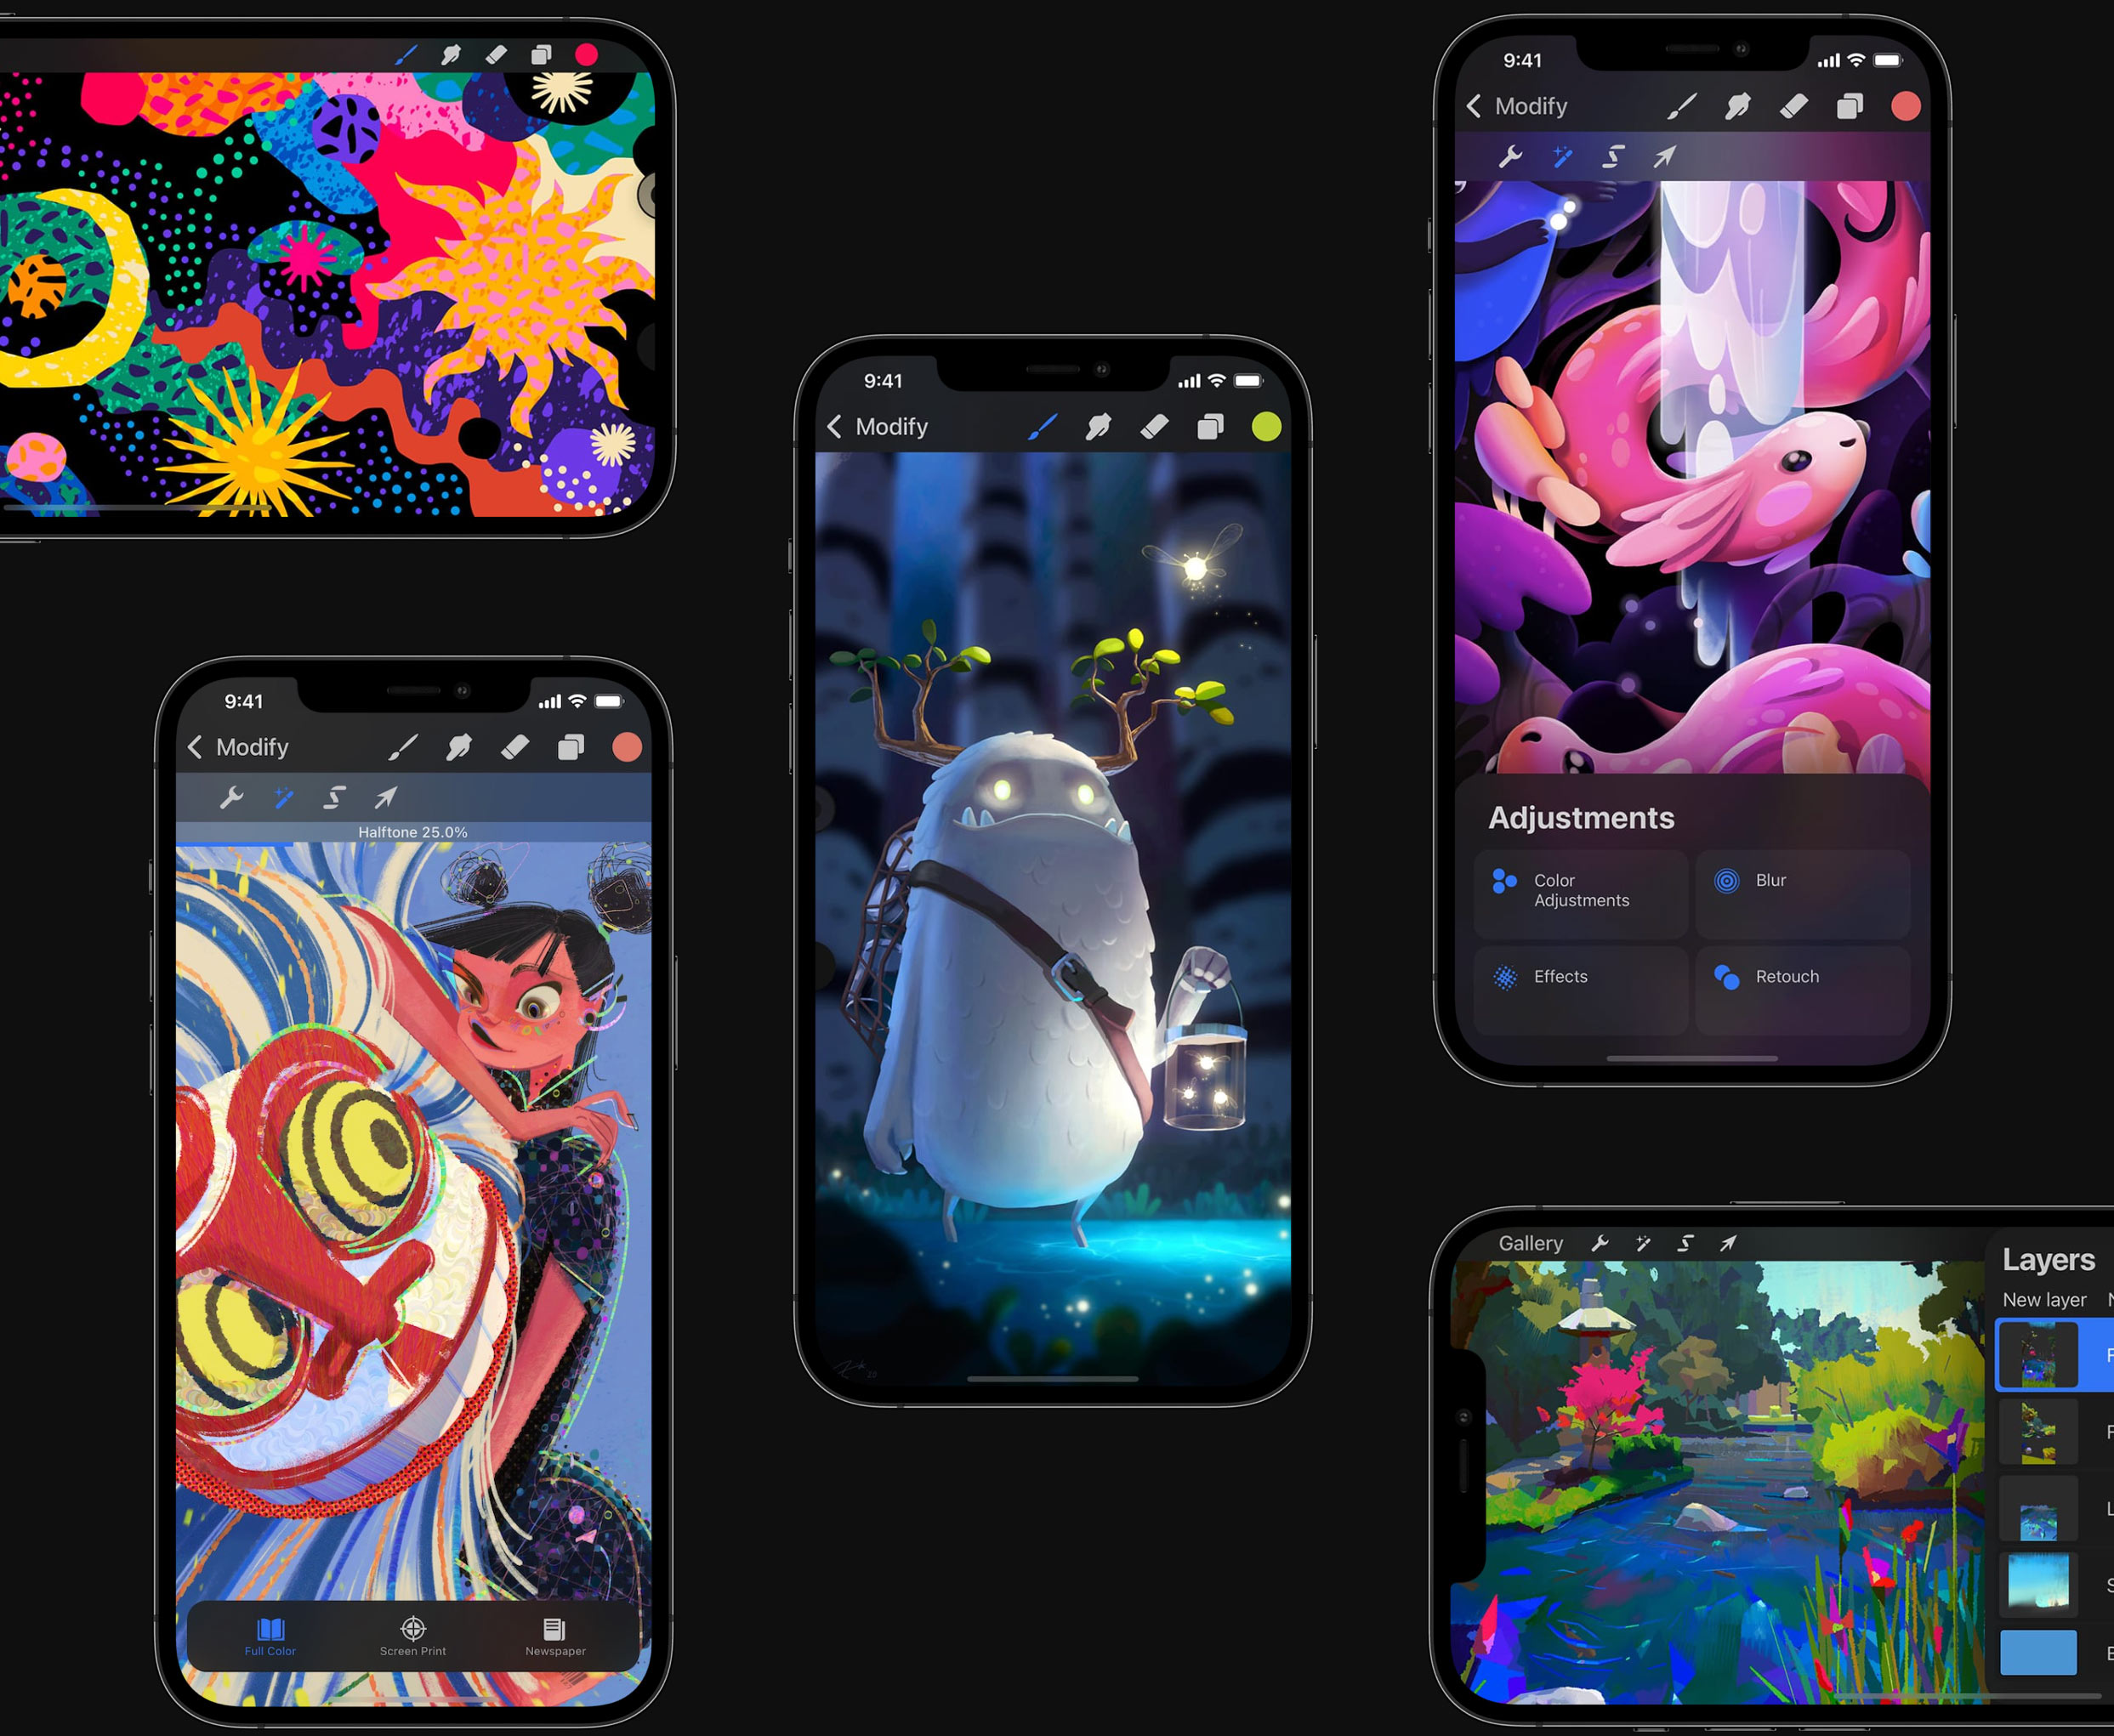 9:41
Modify
Halftone 25.0%
Full Color
Screen Print
Newspaper
9:41
Modify
9:41
Modify
Adjustments
Color
Adjustments
Blur
Effects
Retouch
Gallery
Layers
New layer